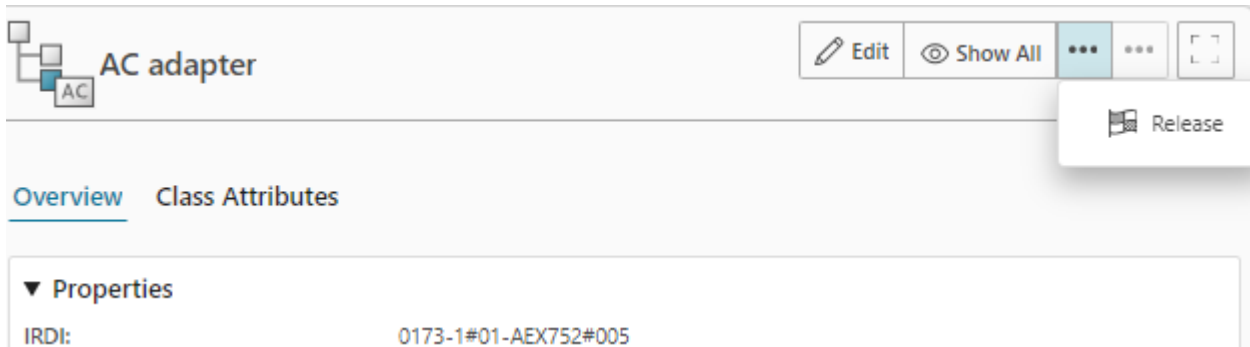 AC adapter
AC
Edit
Show All
Release
Overview
Class Attributes
▼ Properties
IRDI: 0173-1#01-AEX752#005